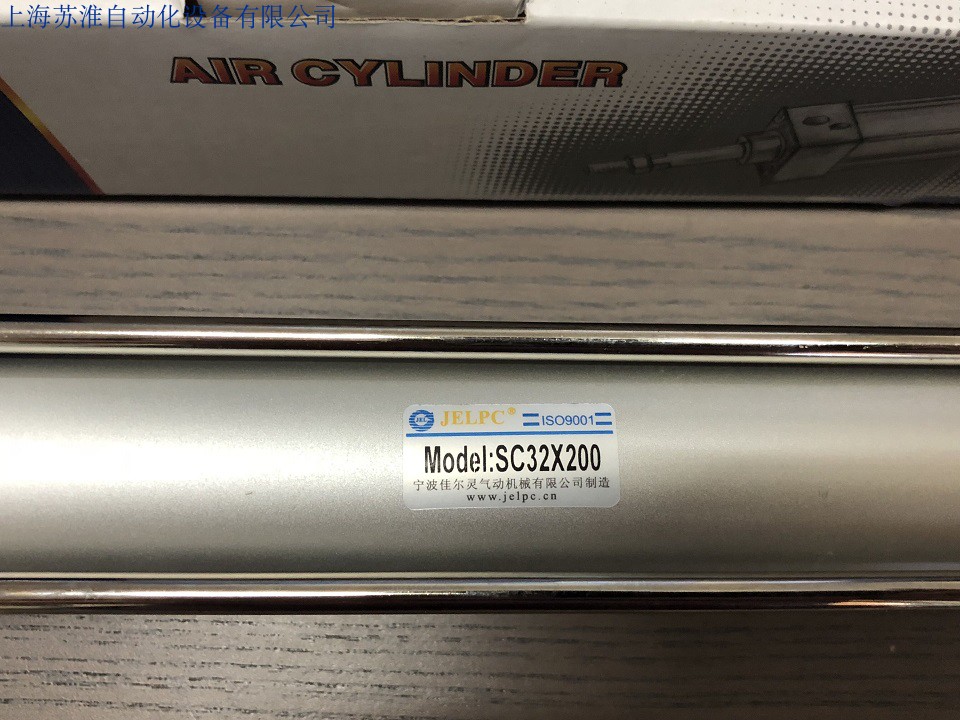 上海苏淮自动化设备有限公司
AIR CYLINDER
JEL JELPC® ISO9001
Model:SC32X200
宁波佳尔灵气动机械有限公司制造
www.jelpc.cn